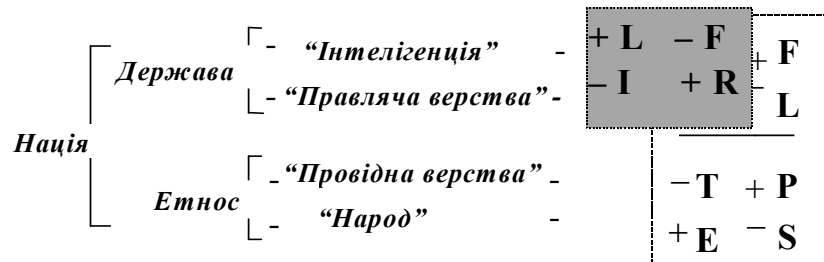 “Інтелігенція” - + L – F + F
Держава
“Правляча верства” - – I + R – L
Нація
“Провідна верства” - – T + P
Етнос
“Народ” - + E – S